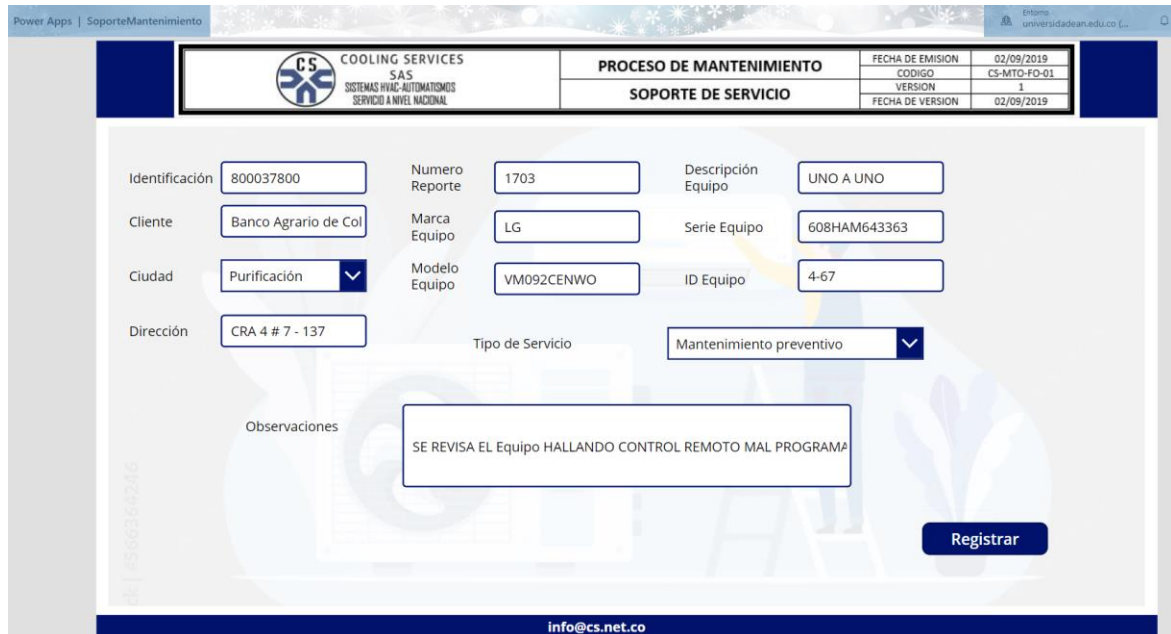 Power Apps | SoporteMantenimiento
Entorno
universidadean.edu.co (...
CS
COOLING SERVICES
SAS
SISTEMAS HVAC-AUTOMATISMOS
SERVICIO A NIVEL NACIONAL
PROCESO DE MANTENIMIENTO
SOPORTE DE SERVICIO
FECHA DE EMISION 02/09/2019
CODIGO CS-MTO-FO-01
VERSION 1
FECHA DE VERSION 02/09/2019
Identificación 800037800
Numero
Reporte 1703
Descripción
Equipo UNO A UNO
Cliente Banco Agrario de Col
Marca
Equipo LG
Serie Equipo 608HAM643363
Ciudad Purificación
Modelo
Equipo VM092CENWO
ID Equipo 4-67
Dirección CRA 4 # 7 - 137
Tipo de Servicio Mantenimiento preventivo
Observaciones SE REVISA EL Equipo HALLANDO CONTROL REMOTO MAL PROGRAMA
ck | #566364246
Registrar
info@cs.net.co